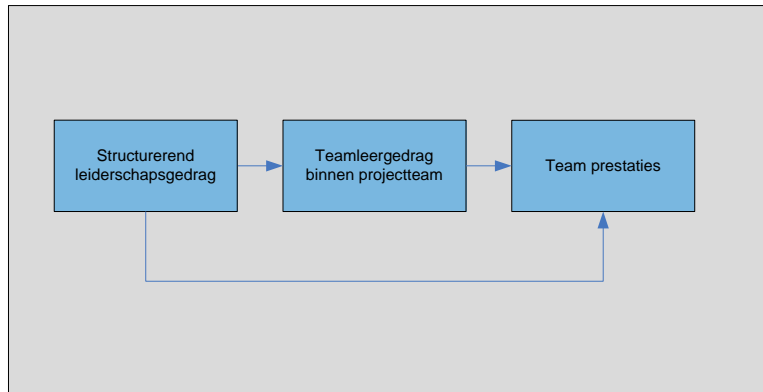 Structurerend
leiderschapsgedrag
Teamleergedrag
binnen projectteam
Team prestaties